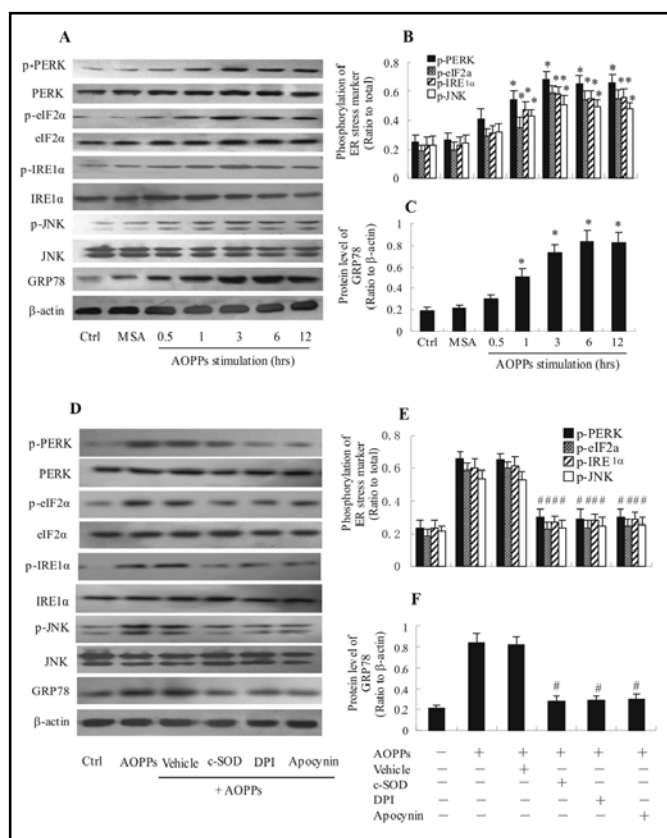 A
p-PERK
PERK
p-eIF2α
eIF2α
p-IRE1α
IRE1α
p-JNK
JNK
GRP78
β-actin
Ctrl MSA 0.5 1 3 6 12
AOPPs stimulation (hrs)
B
Phosphorylation of
ER stress marker
(Ratio to total)
0.8
0.6
0.4
0.2
0
p-PERK
p-eIF2a
p-IRE1α
p-JNK
* * * * * * * * * * * * * * * *
C
Protein level of
GRP78
(Ratio to β-actin)
1
0.8
0.6
0.4
0.2
0
* * * *
Ctrl MSA 0.5 1 3 6 12
AOPPs stimulation (hrs)
D
p-PERK
PERK
p-eIF2α
eIF2α
p-IRE1α
IRE1α
p-JNK
JNK
GRP78
β-actin
Ctrl AOPPs Vehicle c-SOD DPI Apocynin
+ AOPPs
E
Phosphorylation of
ER stress marker
(Ratio to total)
0.8
0.6
0.4
0.2
0
p-PERK
p-eIF2a
p-IRE1α
p-JNK
#### # ### # ###
F
Protein level of
GRP78
(Ratio to β-actin)
1
0.8
0.6
0.4
0.2
0
# # #
AOPPs − + + + + +
Vehicle − − + − − −
c-SOD − − − + − −
DPI − − − − + −
Apocynin − − − − − +